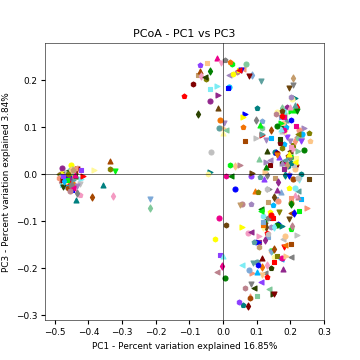 PCoA - PC1 vs PC3
PC3 - Percent variation explained 3.84%
0.2
0.1
0.0
−0.1
−0.2
−0.3
−0.5 −0.4 −0.3 −0.2 −0.1 0.0 0.1 0.2 0.3
PC1 - Percent variation explained 16.85%